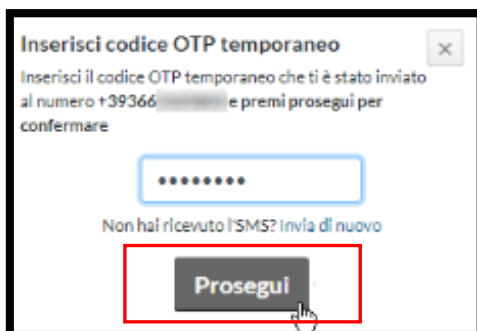 Inserisci codice OTP temporaneo ×
Inserisci il codice OTP temporaneo che ti è stato inviato
al numero +39366 e premi prosegui per
confermare
••••••••
Non hai ricevuto l'SMS? Invia di nuovo
Prosegui